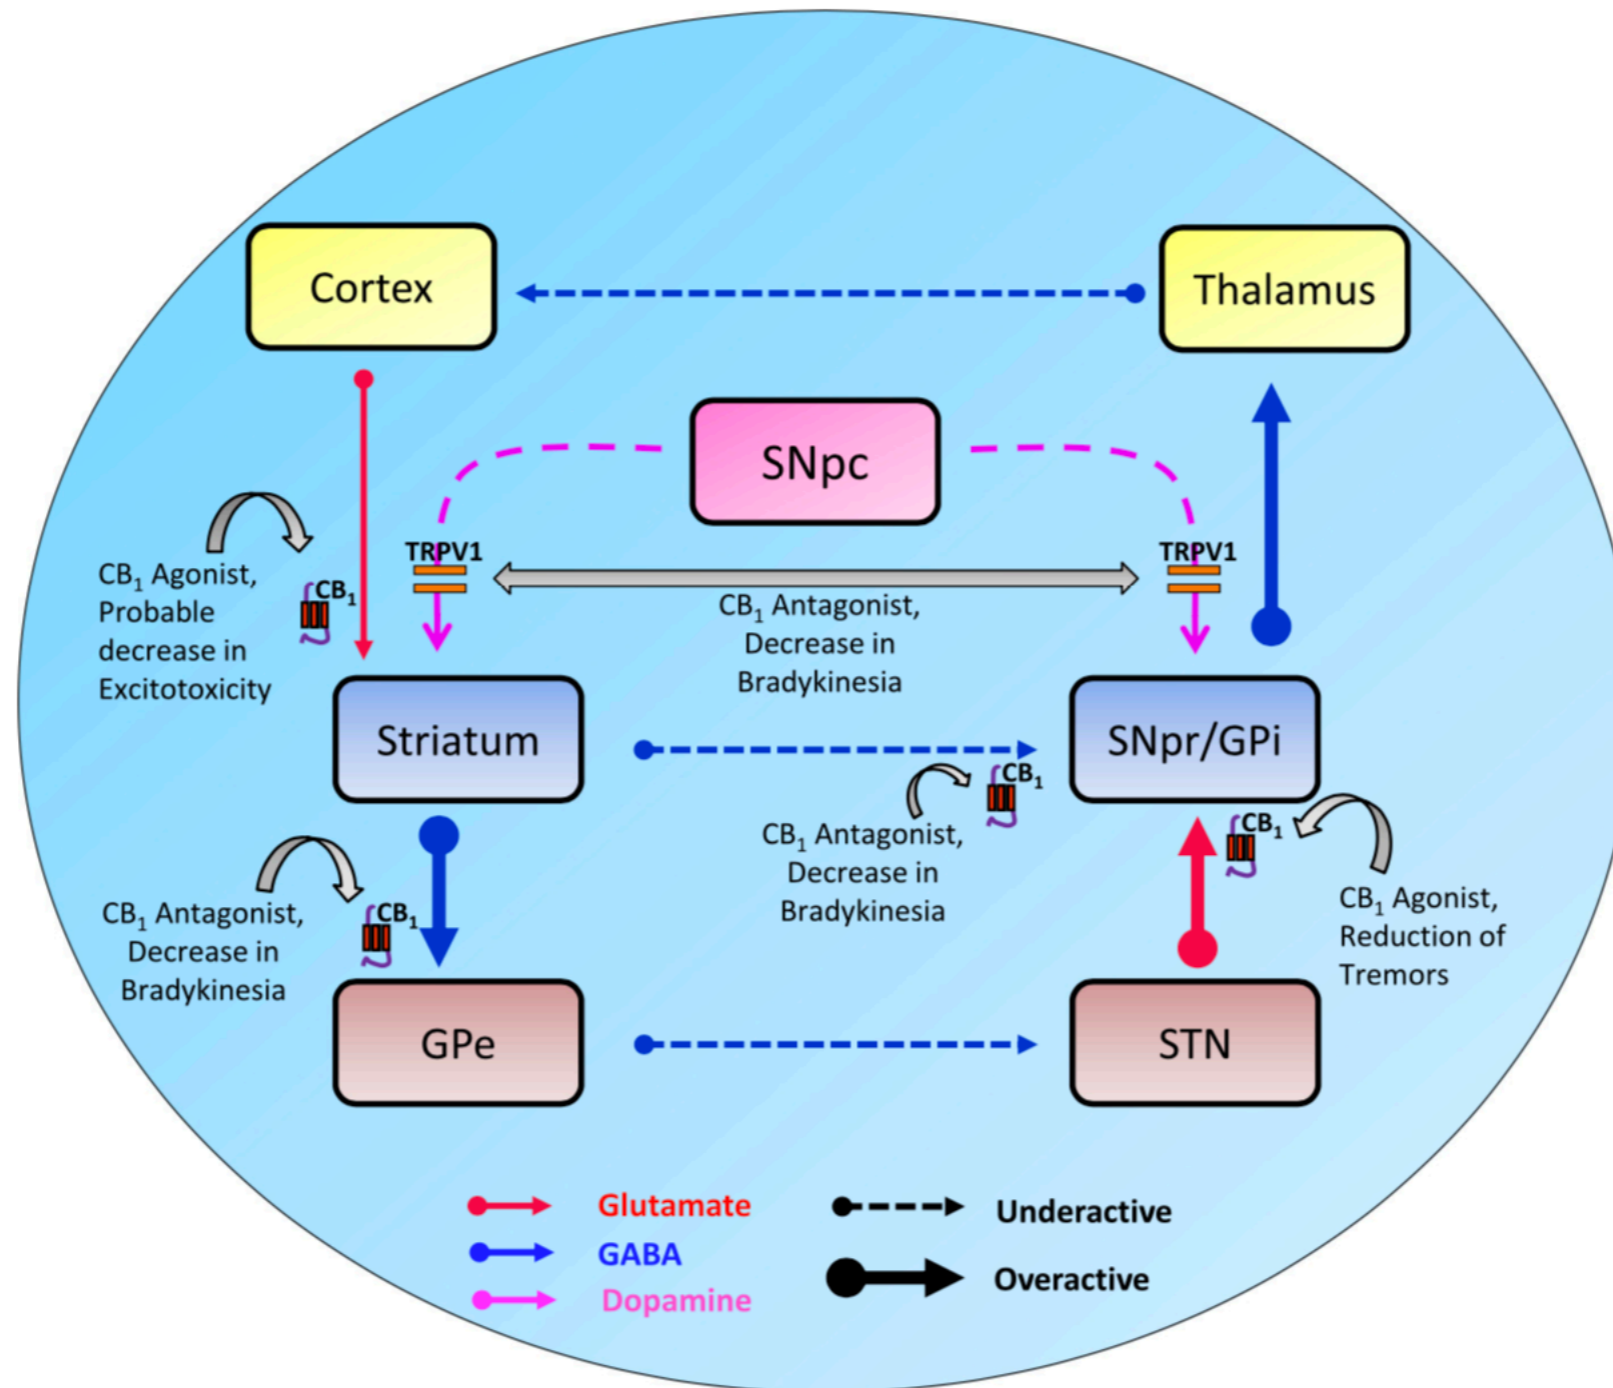 Cortex
Thalamus
SNpc
TRPV1
TRPV1
CB₁ Agonist,
Probable
decrease in
Excitotoxicity
CB₁
CB₁ Antagonist,
Decrease in
Bradykinesia
Striatum
SNpr/GPi
CB₁
CB₁ Antagonist,
Decrease in
Bradykinesia
CB₁
CB₁ Agonist,
Reduction of
Tremors
CB₁ Antagonist,
Decrease in
Bradykinesia
CB₁
GPe
STN
Glutamate
GABA
Dopamine
Underactive
Overactive